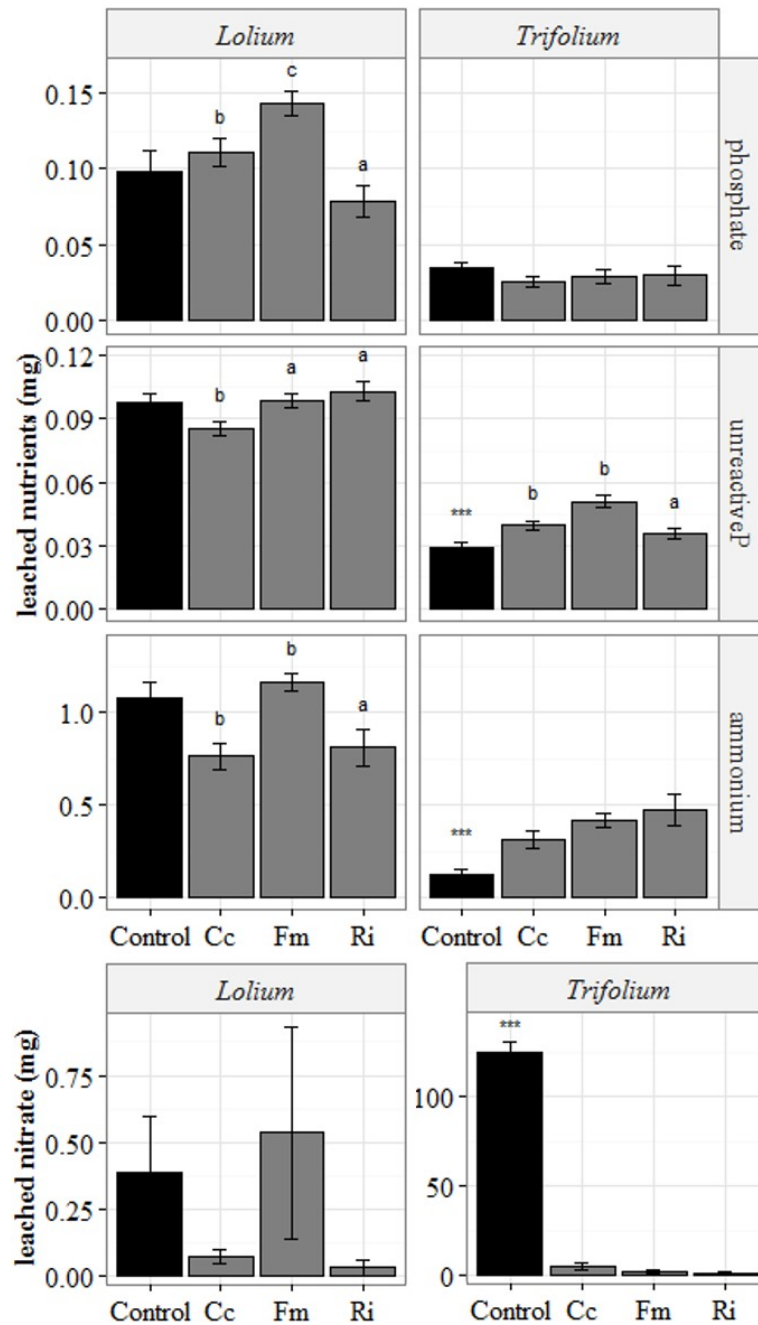 Lolium
Trifolium
leached nutrients (mg)
0.15
0.10
0.05
0.00
b
c
a
phosphate
0.12
0.09
0.06
0.03
0.00
b
a
a
***
b
b
a
unreactiveP
1.0
0.5
0.0
b
b
a
***
ammonium
Control Cc Fm Ri
Control Cc Fm Ri
Lolium
Trifolium
leached nitrate (mg)
0.75
0.50
0.25
0.00
100
50
0
***
Control Cc Fm Ri
Control Cc Fm Ri